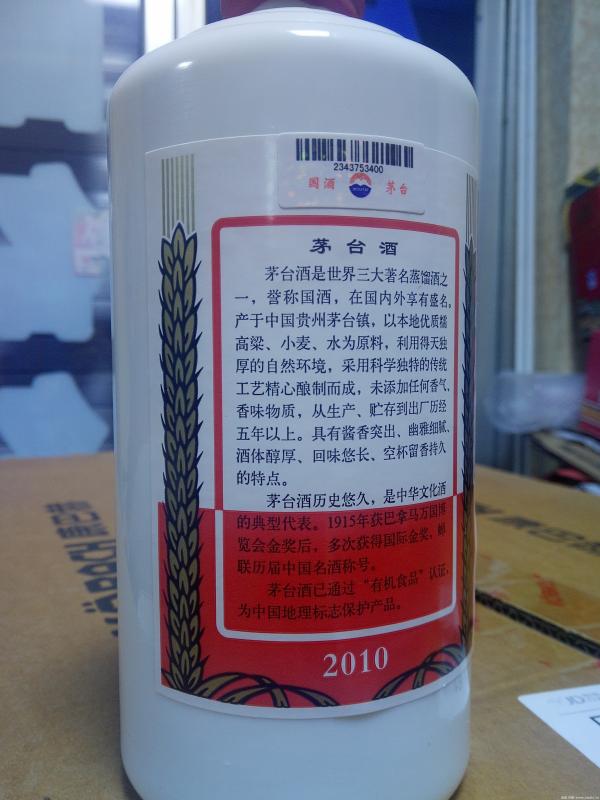 2343753400
国酒 茅台
茅台酒
茅台酒是世界三大著名蒸馏酒之
一，誉称国酒，在国内外享有盛名。
产于中国贵州茅台镇，以本地优质糯
高粱、小麦、水为原料，利用得天独
厚的自然环境，采用科学独特的传统
工艺精心酿制而成，未添加任何香气、
香味物质，从生产、贮存到出厂历经
五年以上。具有酱香突出、幽雅细腻、
酒体醇厚、回味悠长、空杯留香持久
的特点。
茅台酒历史悠久，是中华文化酒
的典型代表。1915年获巴拿马万国博
览会金奖后，多次获得国际金奖，蝉
联历届中国名酒称号。
茅台酒已通过“有机食品”认证，
为中国地理标志保护产品。
2010